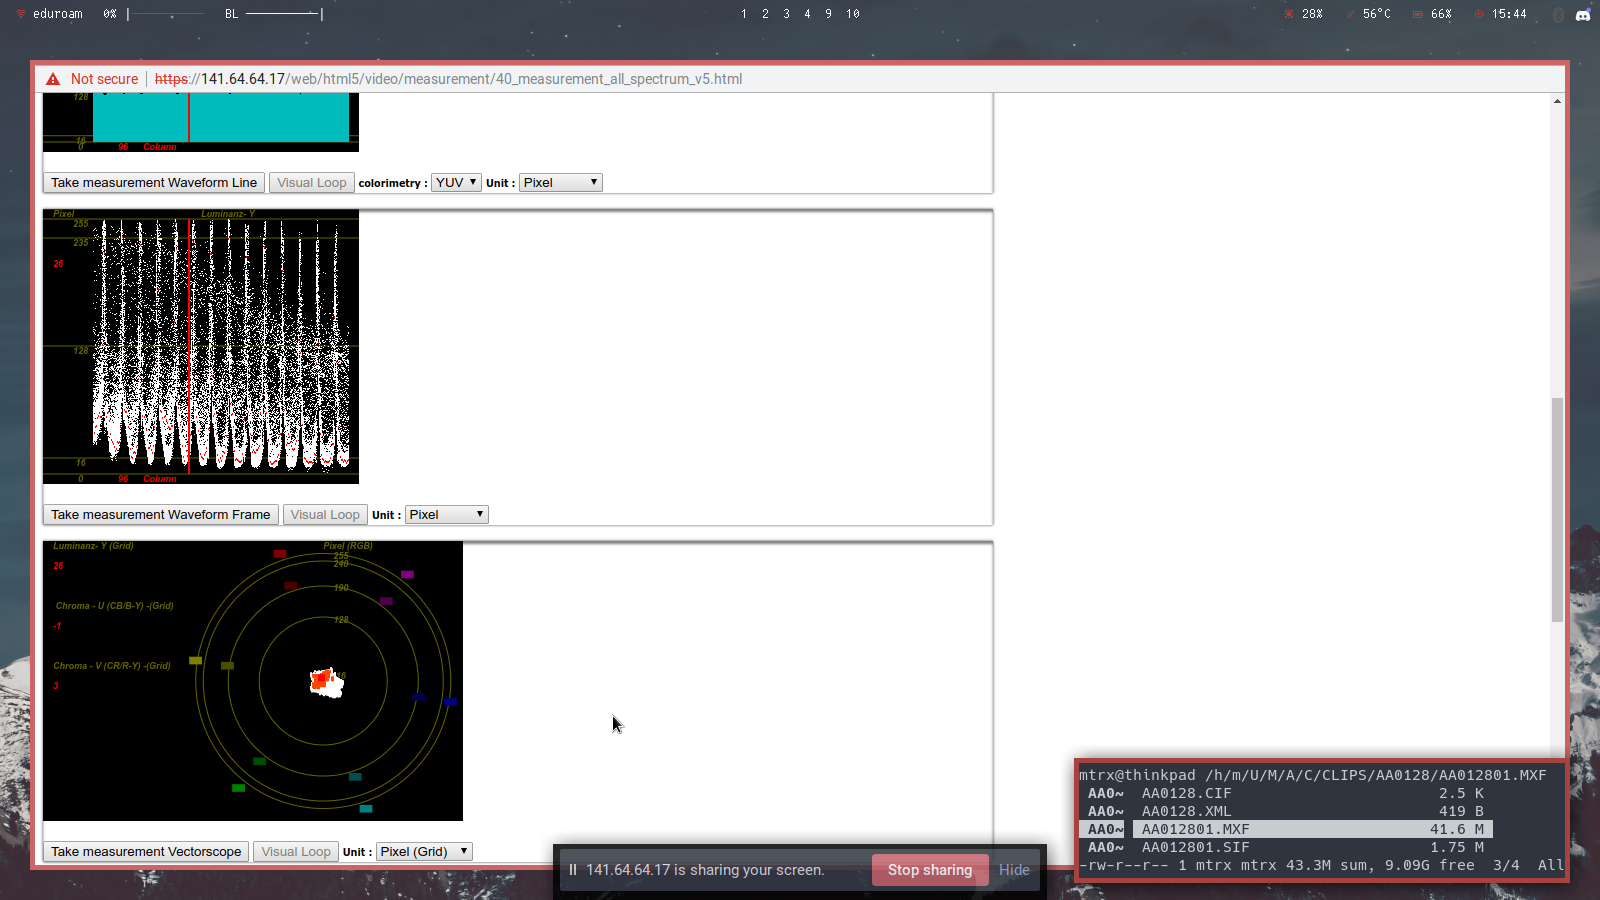 eduroam 0% BL 1 2 3 4 9 10 28% 56°C 66% 15:44
Not secure https://141.64.64.17/web/html5/video/measurement/40_measurement_all_spectrum_v5.html
128
16
0 96 Column
Take measurement Waveform Line Visual Loop colorimetry : YUV Unit : Pixel
Pixel Luminanz- Y
255
235
26
128
16
0 96 Column
Take measurement Waveform Frame Visual Loop Unit : Pixel
Luminanz- Y (Grid) Pixel (RGB)
255
240
26
190
Chroma - U (CB/B-Y) -(Grid)
128
-1
Chroma - V (CR/R-Y) -(Grid)
16
3
Take measurement Vectorscope Visual Loop Unit : Pixel (Grid)
141.64.64.17 is sharing your screen. Stop sharing Hide
mtrx@thinkpad /h/m/U/M/A/C/CLIPS/AA0128/AA012801.MXF
AA0~ AA0128.CIF 2.5 K
AA0~ AA0128.XML 419 B
AA0~ AA012801.MXF 41.6 M
AA0~ AA012801.SIF 1.75 M
-rw-r--r-- 1 mtrx mtrx 43.3M sum, 9.09G free 3/4 All